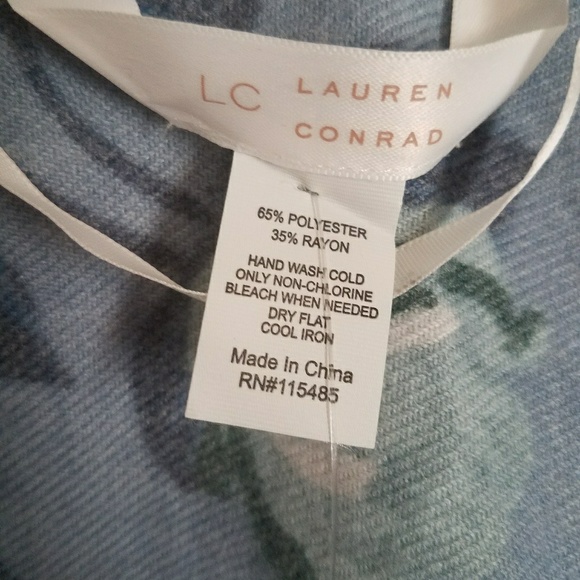 LC LAUREN
CONRAD
65% POLYESTER
35% RAYON
HAND WASH COLD
ONLY NON-CHLORINE
BLEACH WHEN NEEDED
DRY FLAT
COOL IRON
Made In China
RN#115485